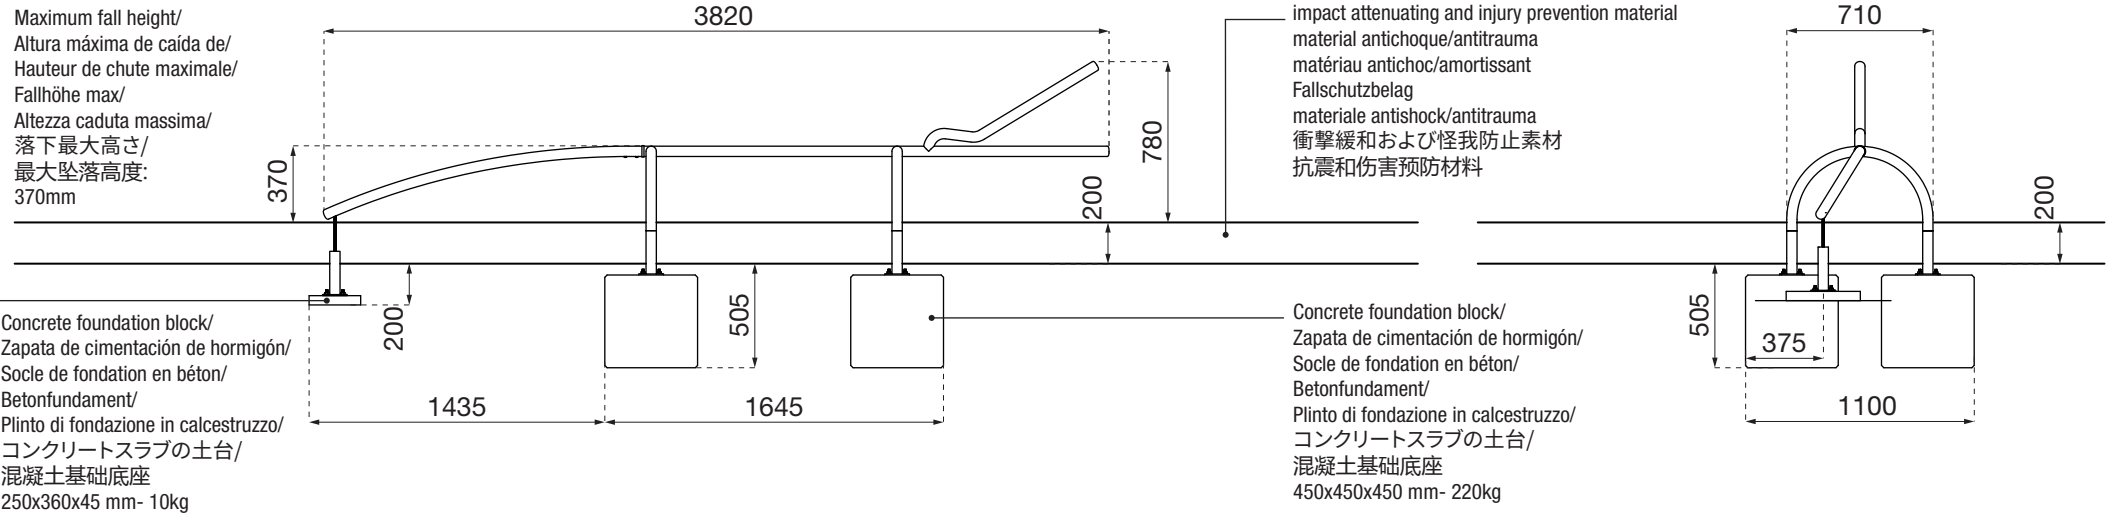 Maximum fall height/
Altura máxima de caída de/
Hauteur de chute maximale/
Fallhöhe max/
Altezza caduta massima/
落下最大高さ/
最大坠落高度:
370mm
3820
370
780
200
200
505
1435
1645
Concrete foundation block/
Zapata de cimentación de hormigón/
Socle de fondation en béton/
Betonfundament/
Plinto di fondazione in calcestruzzo/
コンクリートスラブの土台/
混凝土基础底座
250x360x45 mm- 10kg
impact attenuating and injury prevention material
material antichoque/antitrauma
matériau antichoc/amortissant
Fallschutzbelag
materiale antishock/antitrauma
衝撃緩和および怪我防止素材
抗震和伤害预防材料
Concrete foundation block/
Zapata de cimentación de hormigón/
Socle de fondation en béton/
Betonfundament/
Plinto di fondazione in calcestruzzo/
コンクリートスラブの土台/
混凝土基础底座
450x450x450 mm- 220kg
710
200
505
375
1100